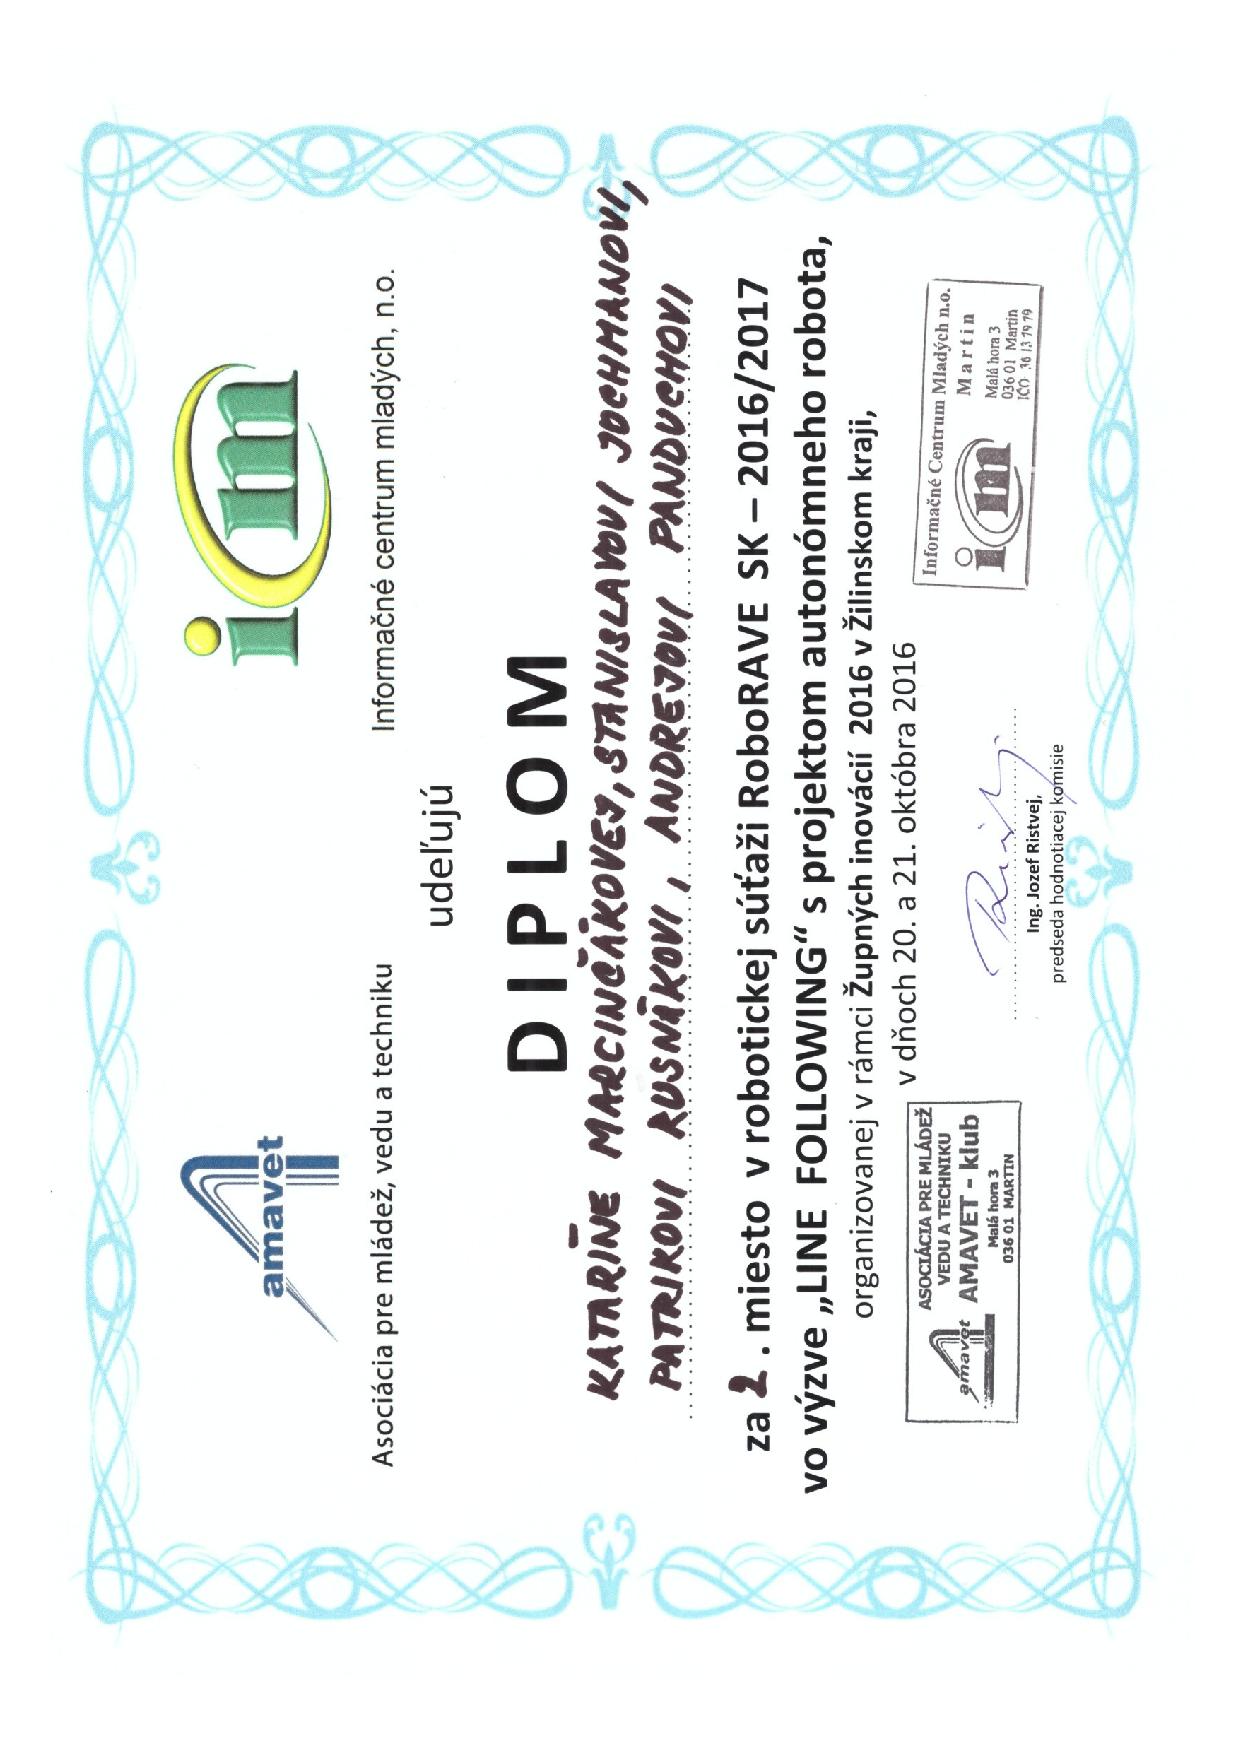 amavet
icm
Asociácia pre mládež, vedu a techniku
Informačné centrum mladých, n.o.
udeľujú
DIPLOM
KATARÍNE MARCINČÁKOVEJ, STANISLAVOVI JOCHMANOVI,
PATRIKOVI RUSNÁKOVI, ANDREJOVI PANDUCHOVI
za 2. miesto v robotickej súťaži RoboRAVE SK – 2016/2017
vo výzve „LINE FOLLOWING“ s projektom autonómneho robota,
organizovanej v rámci Župných inovácií 2016 v Žilinskom kraji,
v dňoch 20. a 21. októbra 2016
ASOCIÁCIA PRE MLÁDEŽ
VEDU A TECHNIKU
amavet
AMAVET - klub
Malá hora 3
036 01 MARTIN
Ing. Jozef Ristvej,
predseda hodnotiacej komisie
Informačné Centrum Mladých n.o.
Martin
icm
Malá hora 3
036 01 Martin
IČO 36 13 79 79